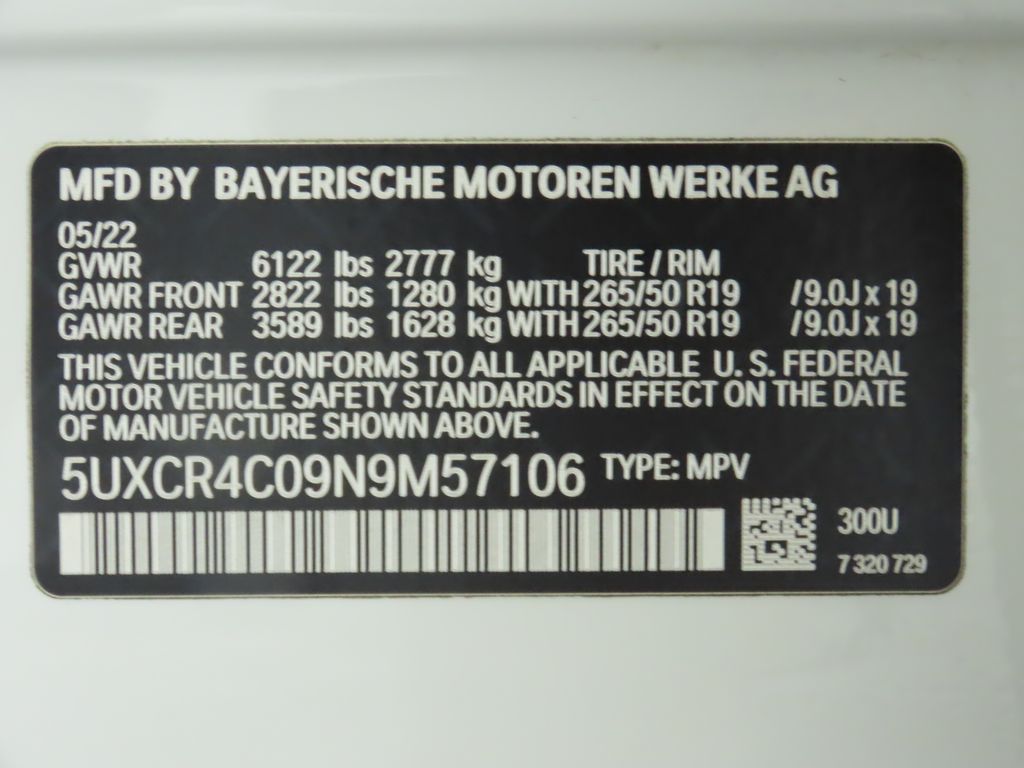 MFD BY BAYERISCHE MOTOREN WERKE AG
05/22
GVWR 6122 lbs 2777 kg TIRE / RIM
GAWR FRONT 2822 lbs 1280 kg WITH 265/50 R19 /9.0J x 19
GAWR REAR 3589 lbs 1628 kg WITH 265/50 R19 /9.0J x 19
THIS VEHICLE CONFORMS TO ALL APPLICABLE U. S. FEDERAL
MOTOR VEHICLE SAFETY STANDARDS IN EFFECT ON THE DATE
OF MANUFACTURE SHOWN ABOVE.
5UXCR4C09N9M57106 TYPE: MPV
300U
7 320 729